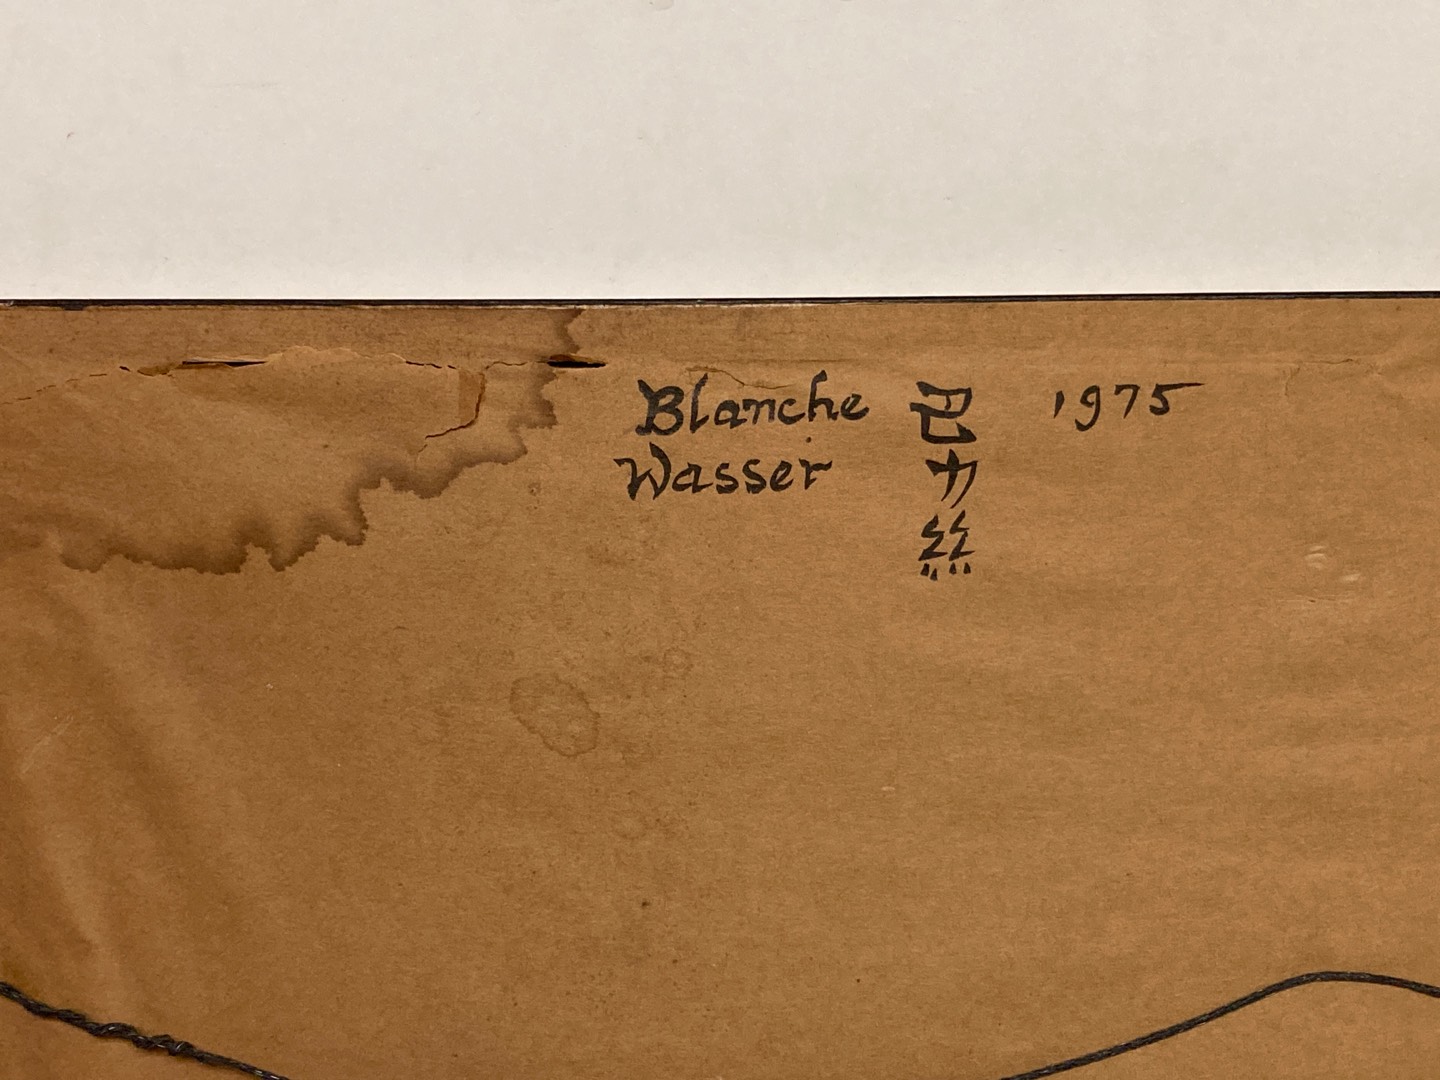 Blanche
Wasser
巴
力
絲
1975